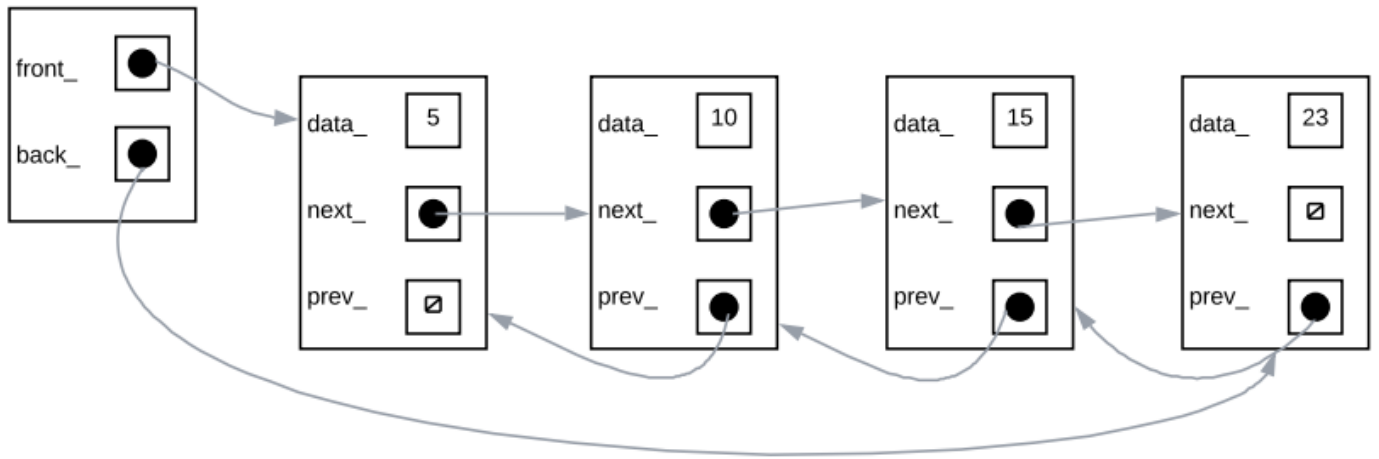 front_
back_
data_ 5
next_
prev_
data_ 10
next_
prev_
data_ 15
next_
prev_
data_ 23
next_
prev_